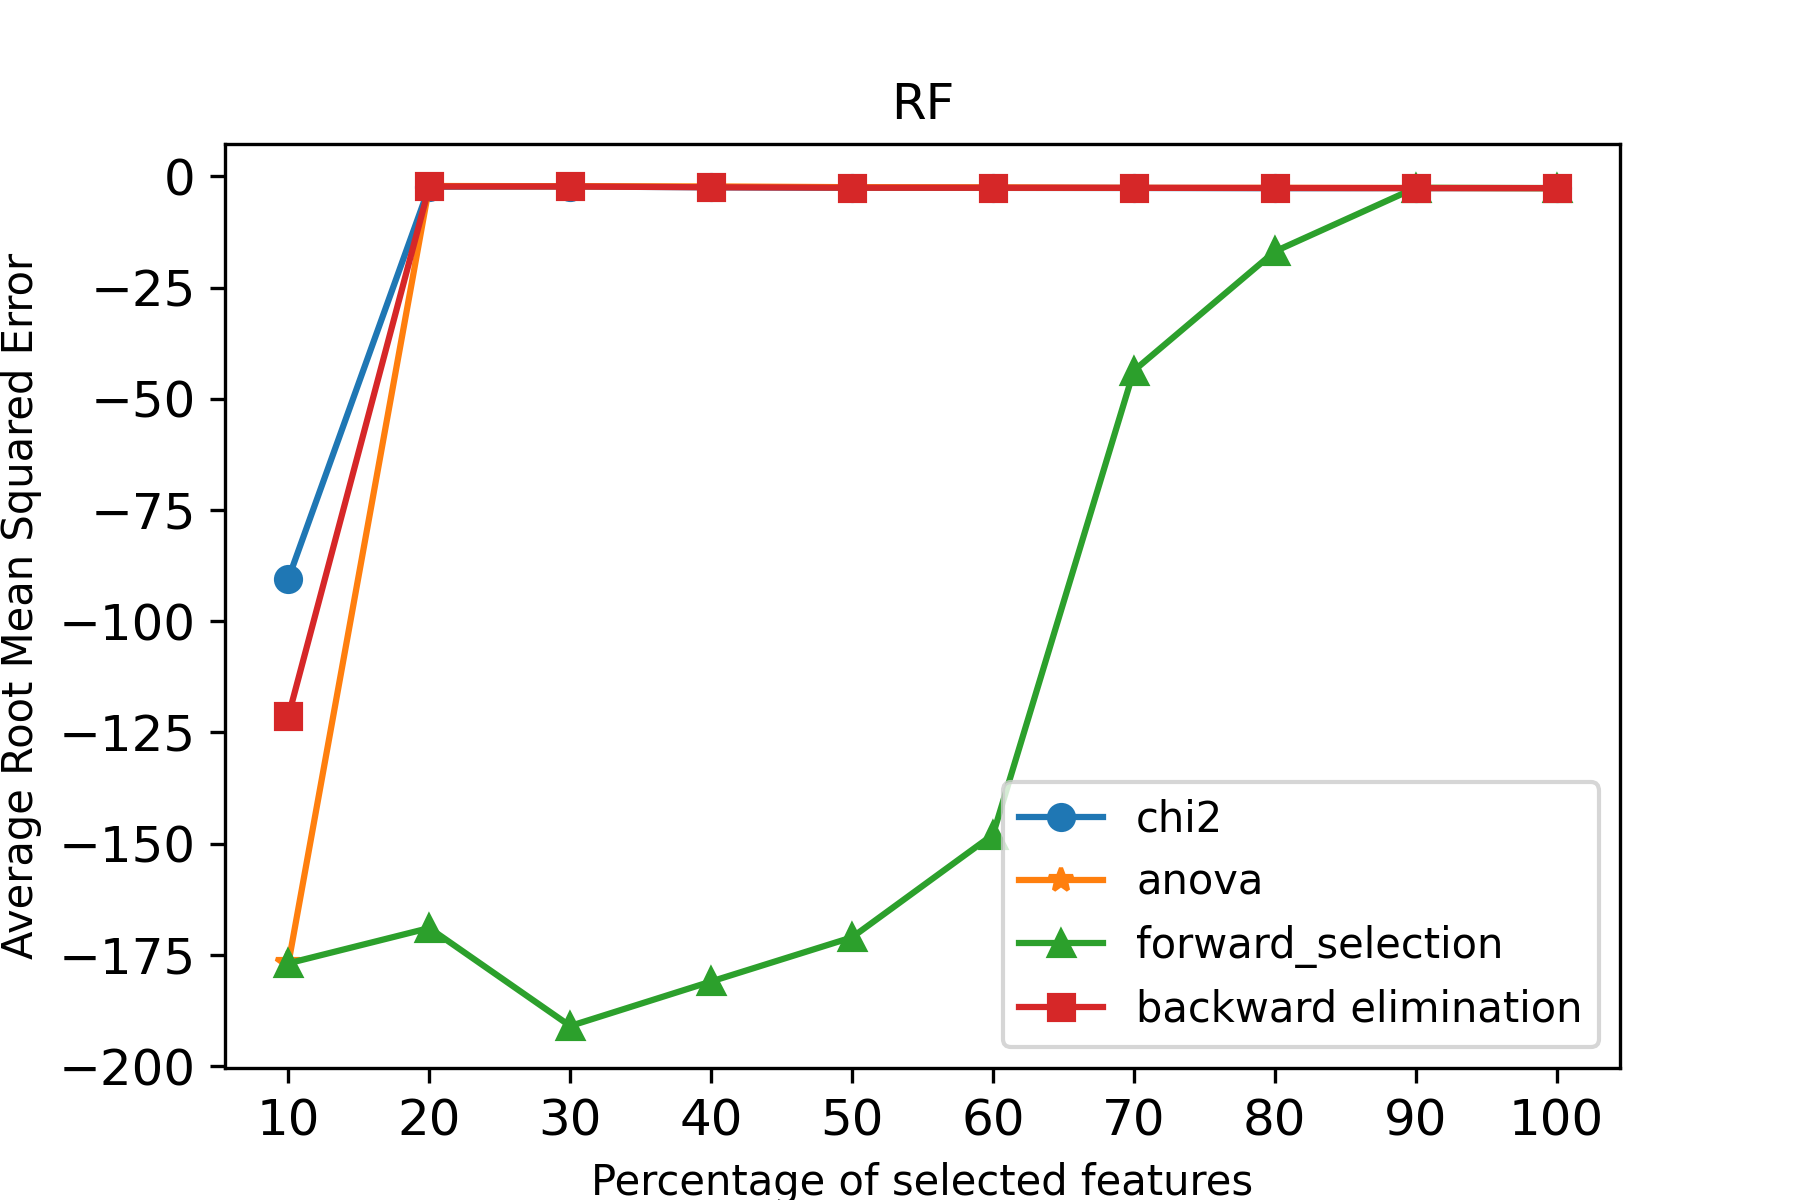 RF
Average Root Mean Squared Error
0
−25
−50
−75
−100
−125
−150
−175
−200
chi2
anova
forward_selection
backward elimination
10 20 30 40 50 60 70 80 90 100
Percentage of selected features